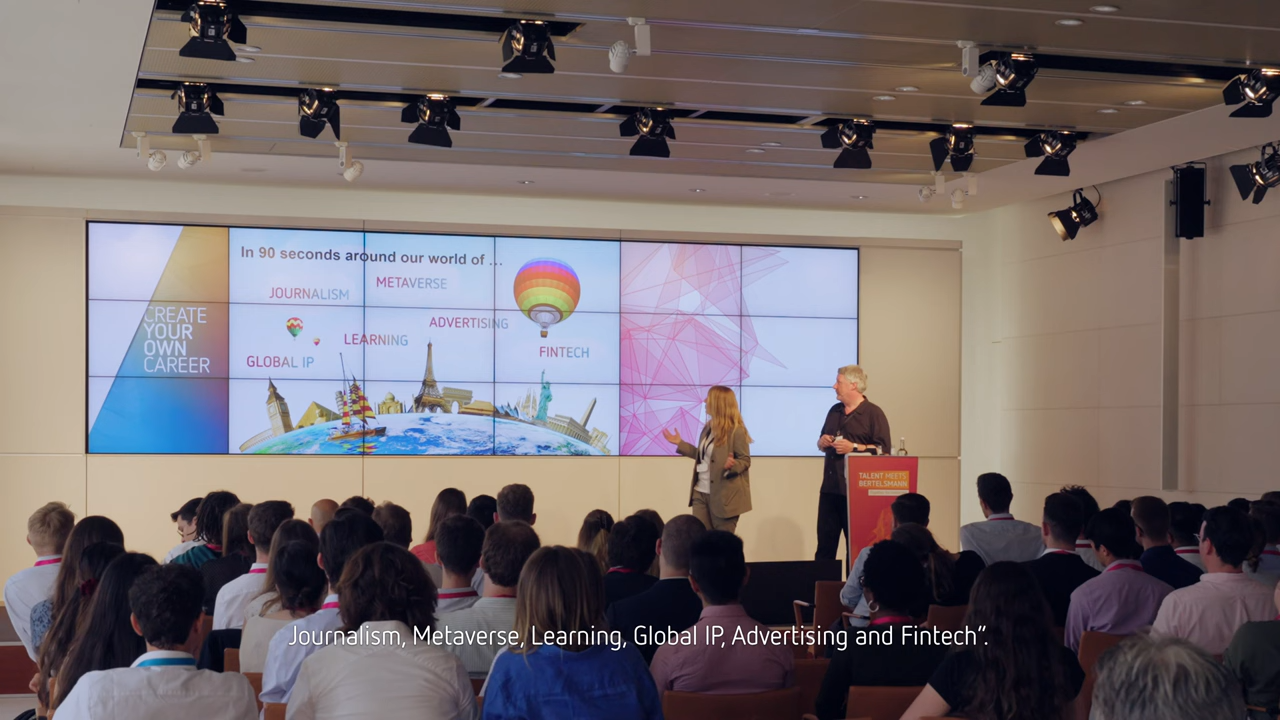 In 90 seconds around our world of ...
METAVERSE
JOURNALISM
ADVERTISING
LEARNING
FINTECH
GLOBAL IP
CREATE
YOUR
OWN
CAREER
TALENT MEETS
BERTELSMANN
Journalism, Metaverse, Learning, Global IP, Advertising and Fintech“.